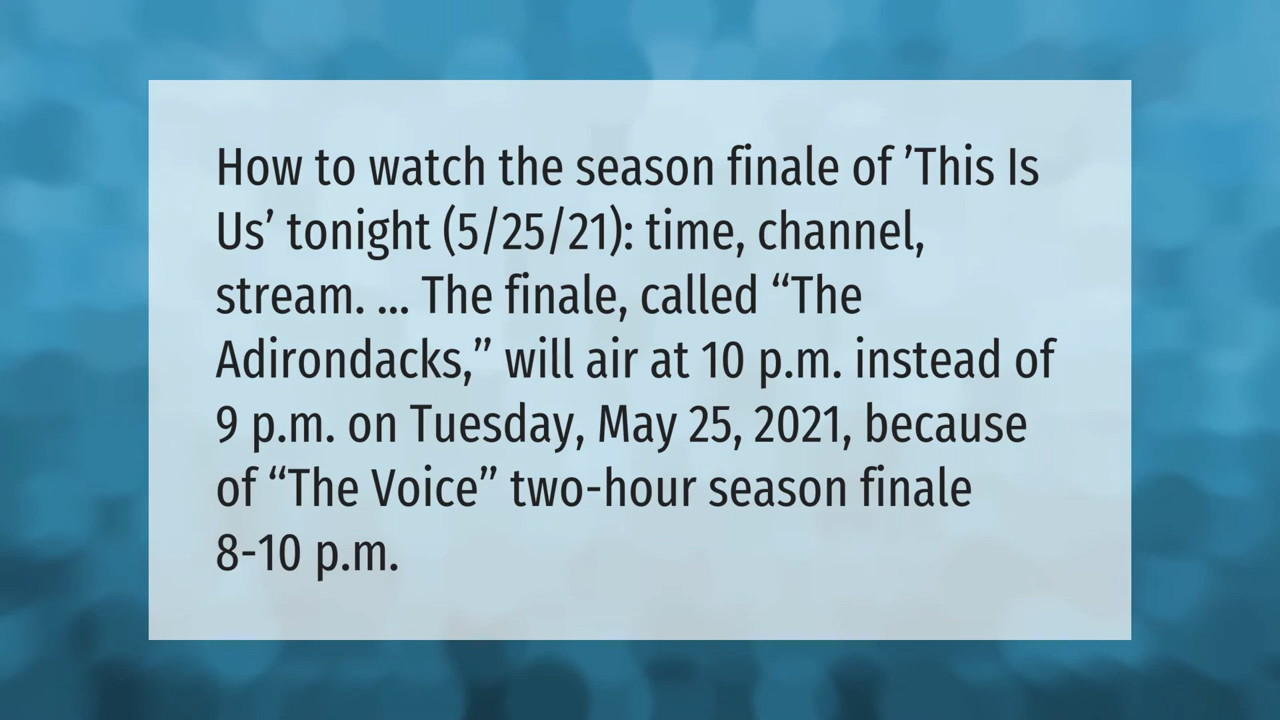 How to watch the season finale of ’This Is
Us’ tonight (5/25/21): time, channel,
stream. ... The finale, called “The
Adirondacks,” will air at 10 p.m. instead of
9 p.m. on Tuesday, May 25, 2021, because
of “The Voice” two-hour season finale
8-10 p.m.